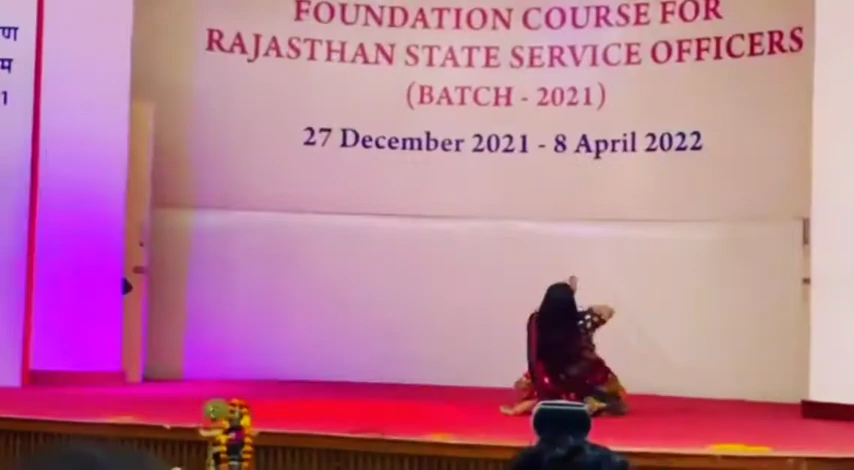 FOUNDATION COURSE FOR
RAJASTHAN STATE SERVICE OFFICERS
(BATCH - 2021)
27 December 2021 - 8 April 2022